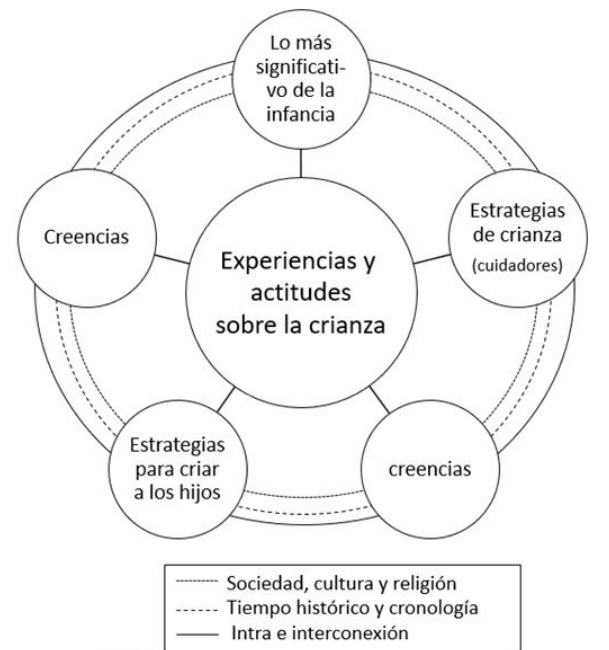 Lo más
significati-
vo de la
infancia
Creencias
Estrategias
de crianza
(cuidadores)
Experiencias y
actitudes
sobre la crianza
Estrategias
para criar
a los hijos
creencias
Sociedad, cultura y religión
Tiempo histórico y cronología
Intra e interconexión